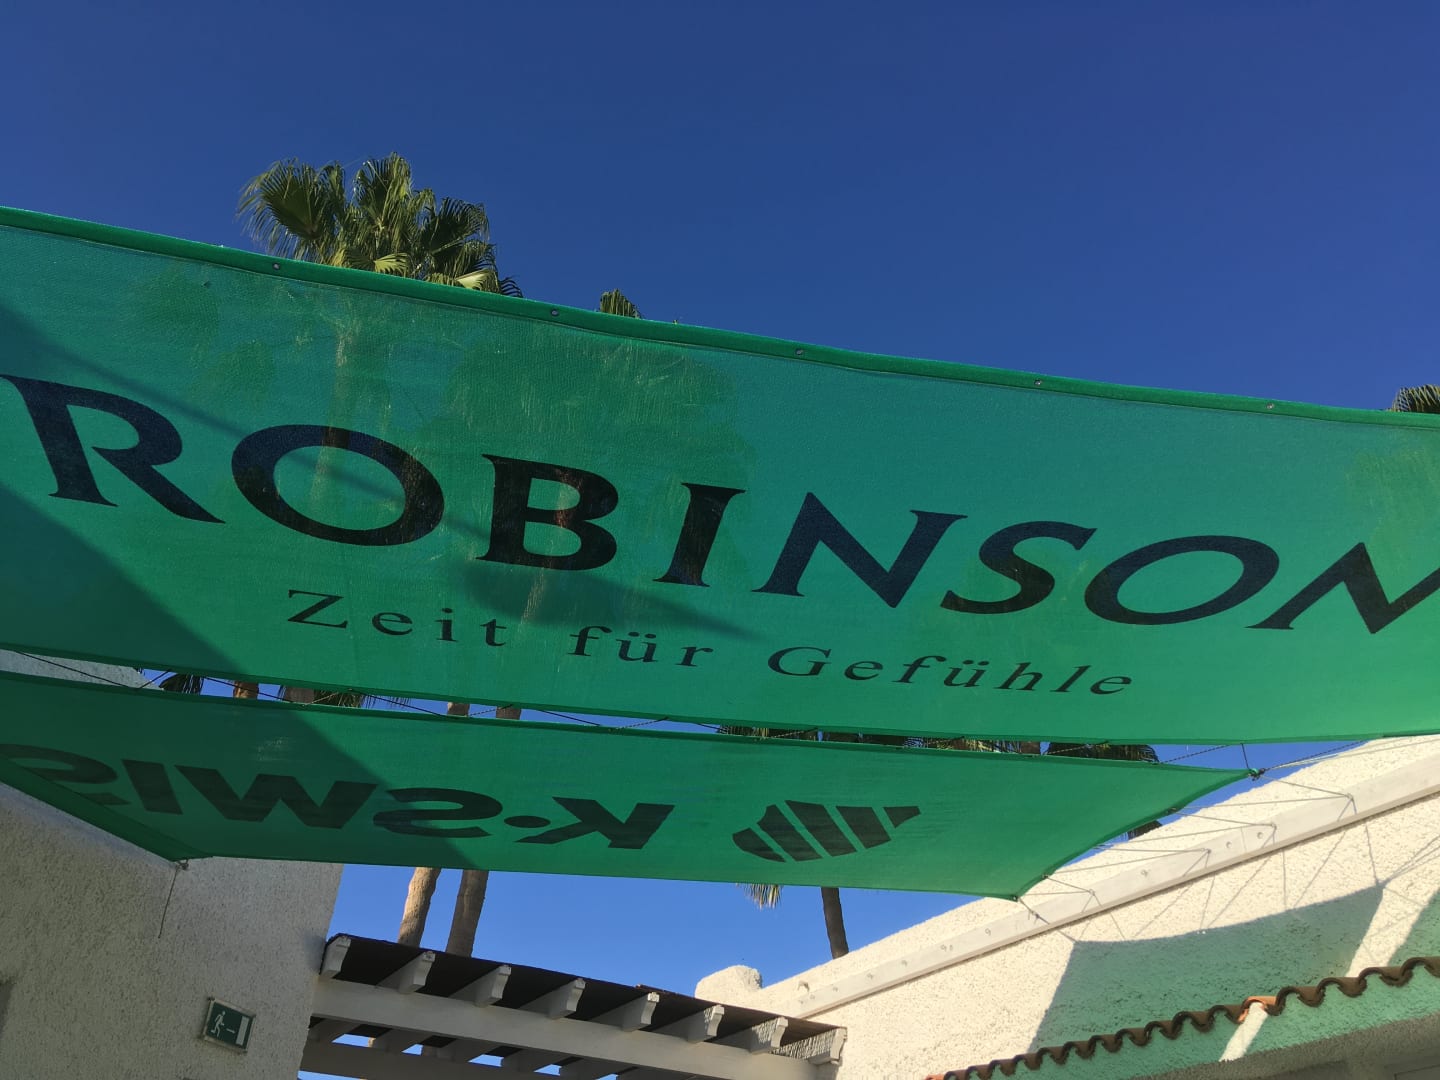 ROBINSON
Zeit für Gefühle
K·SWISS